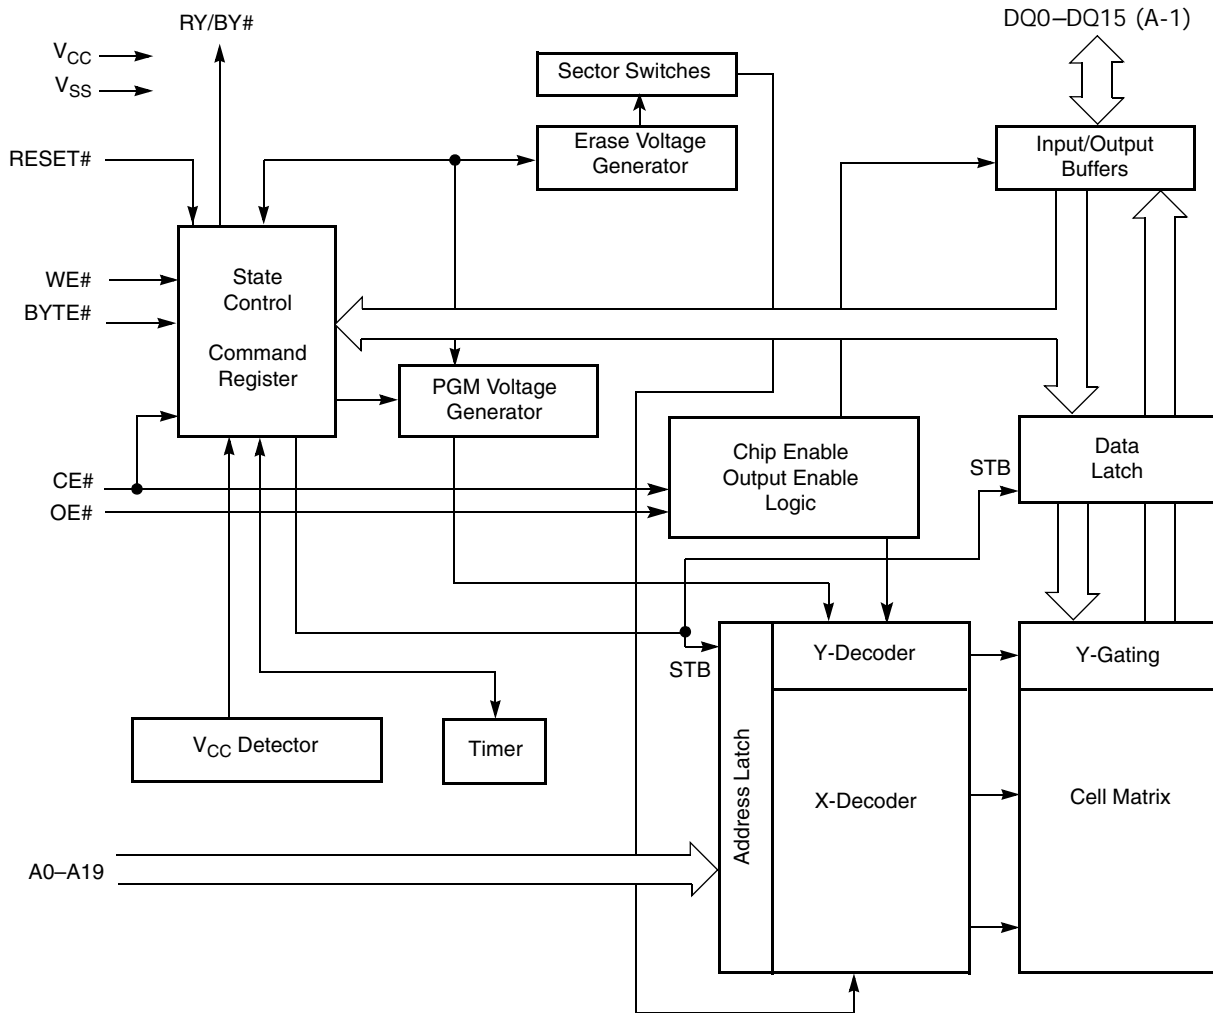 RY/BY#
DQ0–DQ15 (A-1)
VCC
VSS
Sector Switches
Erase Voltage
Generator
Input/Output
Buffers
RESET#
WE#
BYTE#
State
Control
Command
Register
PGM Voltage
Generator
Chip Enable
Output Enable
Logic
STB
Data
Latch
CE#
OE#
STB
Y-Decoder
Y-Gating
VCC Detector
Timer
Address Latch
X-Decoder
Cell Matrix
A0–A19